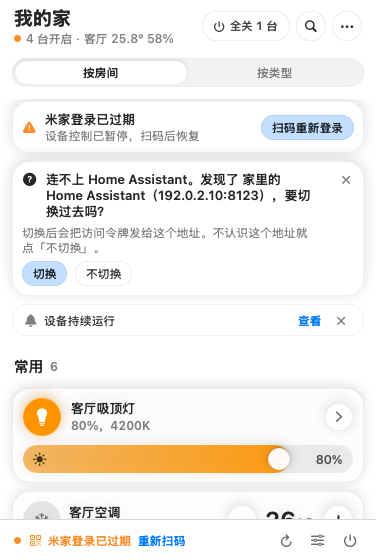 我的家
4 台开启 · 客厅 25.8° 58%
全关 1 台
按房间
按类型
米家登录已过期
设备控制已暂停，扫码后恢复
扫码重新登录
连不上 Home Assistant。发现了 家里的
Home Assistant（192.0.2.10:8123），要切
换过去吗？
切换后会把访问令牌发给这个地址。不认识这个地址就
点「不切换」。
切换
不切换
设备持续运行
查看
常用 6
客厅吸顶灯
80%，4200K
80%
客厅空调
米家登录已过期 重新扫码